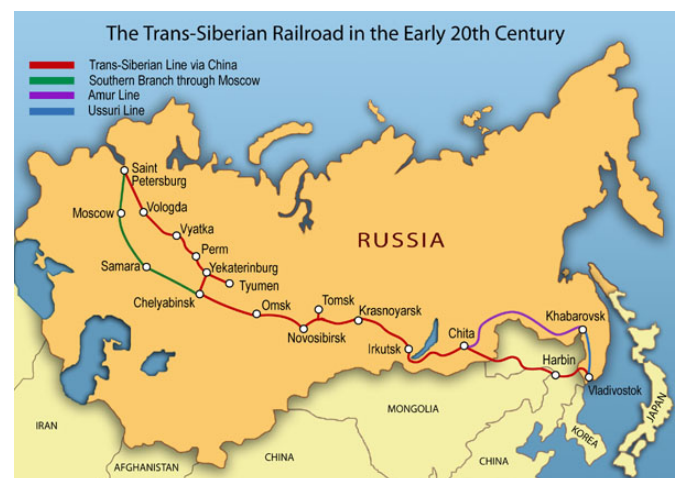 The Trans-Siberian Railroad in the Early 20th Century
Trans-Siberian Line via China
Southern Branch through Moscow
Amur Line
Ussuri Line
Saint
Petersburg
Moscow
Vologda
Vyatka
RUSSIA
Perm
Samara
Yekaterinburg
Tyumen
Chelyabinsk
Omsk
Tomsk
Krasnoyarsk
Novosibirsk
Irkutsk
Chita
Khabarovsk
Harbin
Vladivostok
IRAN
AFGHANISTAN
CHINA
MONGOLIA
CHINA
KOREA
JAPAN